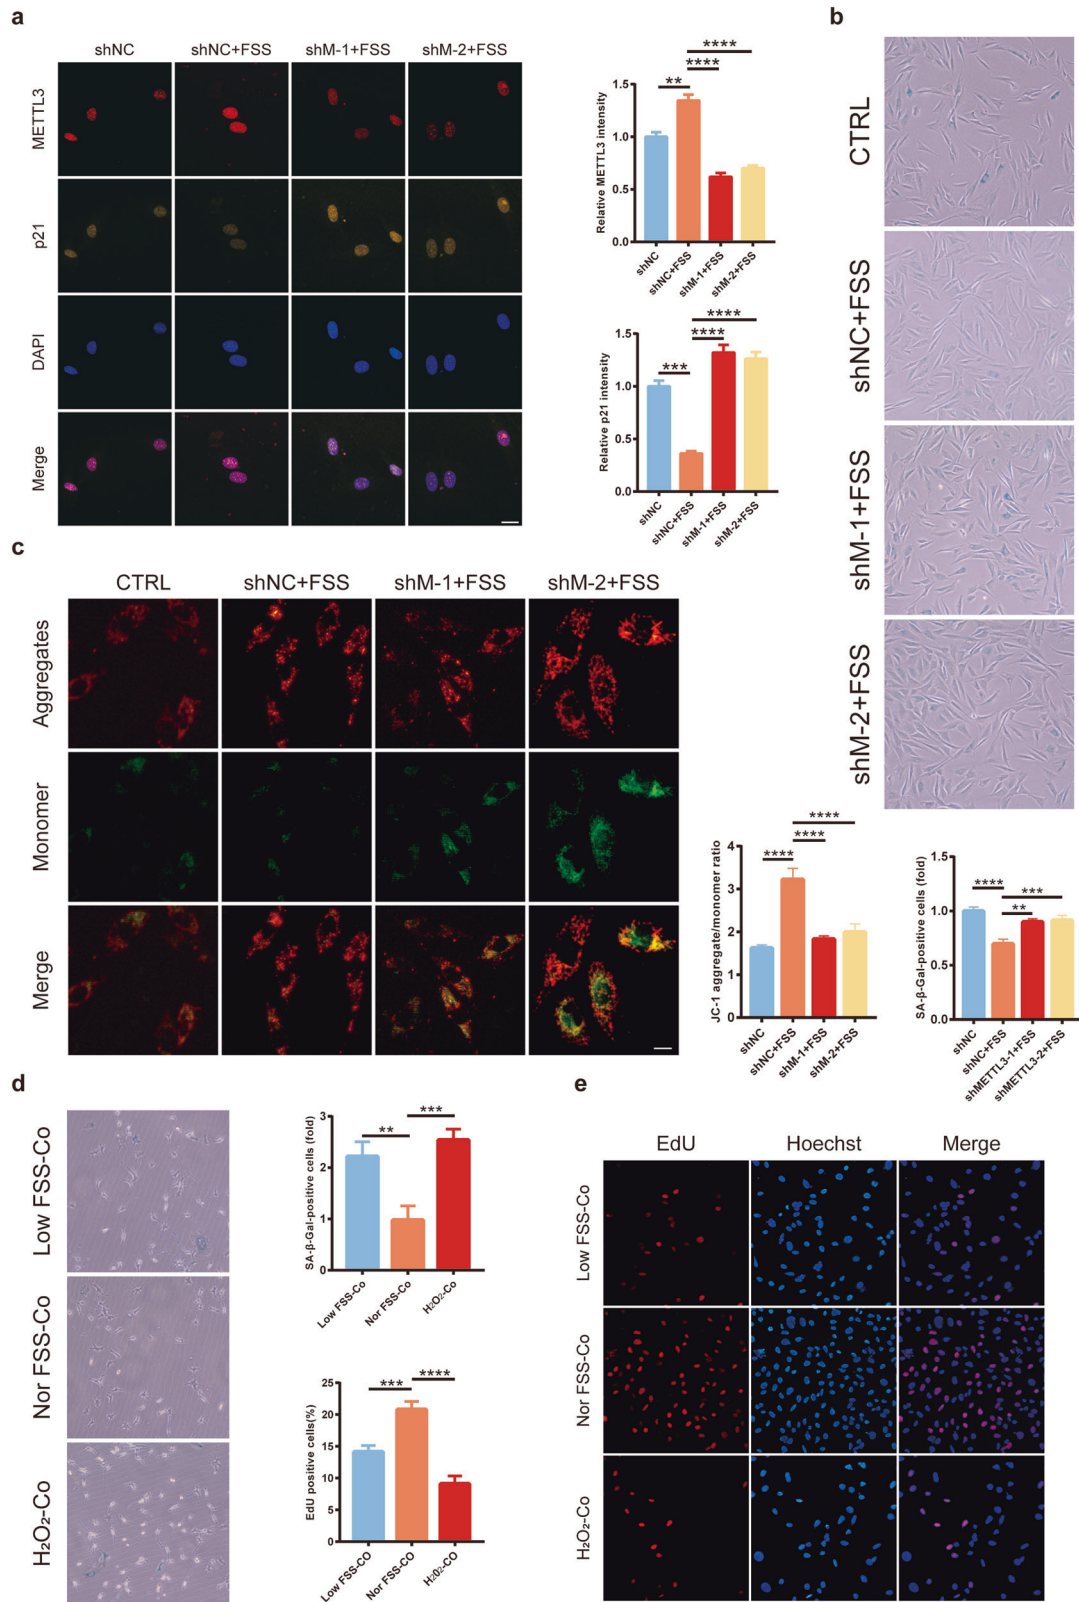 a
shNC
shNC+FSS
shM-1+FSS
shM-2+FSS
METTL3
p21
DAPI
Merge
Relative METTL3 intensity
1.5
1.0
0.5
0.0
**
****
****
shNC
shNC+FSS
shM-1+FSS
shM-2+FSS
Relative p21 intensity
1.5
1.0
0.5
0.0
***
****
****
shNC
shNC+FSS
shM-1+FSS
shM-2+FSS
b
CTRL
shNC+FSS
shM-1+FSS
shM-2+FSS
SA-β-Gal-positive cells (fold)
1.5
1.0
0.5
0.0
****
**
***
shNC
shNC+FSS
shMETTL3-1+FSS
shMETTL3-2+FSS
c
CTRL
shNC+FSS
shM-1+FSS
shM-2+FSS
Aggregates
Monomer
Merge
JC-1 aggregate/monomer ratio
4
3
2
1
0
****
****
****
shNC
shNC+FSS
shM-1+FSS
shM-2+FSS
d
Low FSS-Co
Nor FSS-Co
H₂O₂-Co
SA-β-Gal-positive cells (fold)
3
2
1
0
**
***
Low FSS-Co
Nor FSS-Co
H₂O₂-Co
EdU positive cells(%)
25
20
15
10
5
0
***
****
Low FSS-CO
Nor FSS-CO
H₂O₂-CO
e
EdU
Hoechst
Merge
Low FSS-Co
Nor FSS-Co
H₂O₂-Co